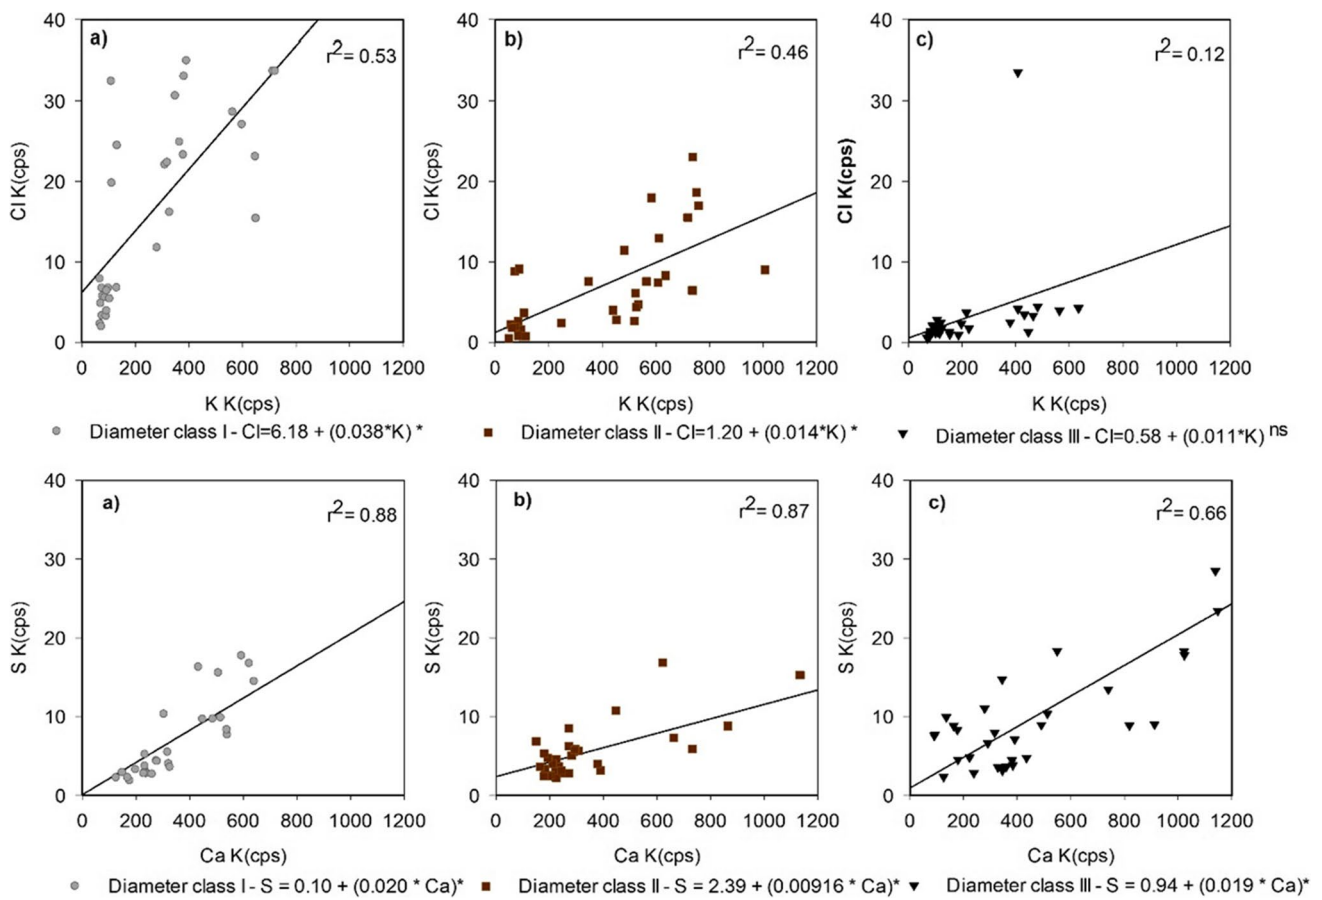 a)
r2= 0.53
40
30
20
10
0
Cl K(cps)
0 200 400 600 800 1000 1200
K K(cps)
b)
r2= 0.46
40
30
20
10
0
Cl K(cps)
0 200 400 600 800 1000 1200
K K(cps)
c)
r2= 0.12
40
30
20
10
0
Cl K(cps)
0 200 400 600 800 1000 1200
K K(cps)
Diameter class I - Cl=6.18 + (0.038*K) *
Diameter class II - Cl=1.20 + (0.014*K) *
Diameter class III - Cl=0.58 + (0.011*K) ns
a)
r2= 0.88
40
30
20
10
0
S K(cps)
0 200 400 600 800 1000 1200
Ca K(cps)
b)
r2= 0.87
40
30
20
10
0
S K(cps)
0 200 400 600 800 1000 1200
Ca K(cps)
c)
r2= 0.66
40
30
20
10
0
S K(cps)
0 200 400 600 800 1000 1200
Ca K(cps)
Diameter class I - S = 0.10 + (0.020 * Ca)*
Diameter class II - S = 2.39 + (0.00916 * Ca)*
Diameter class III - S = 0.94 + (0.019 * Ca)*